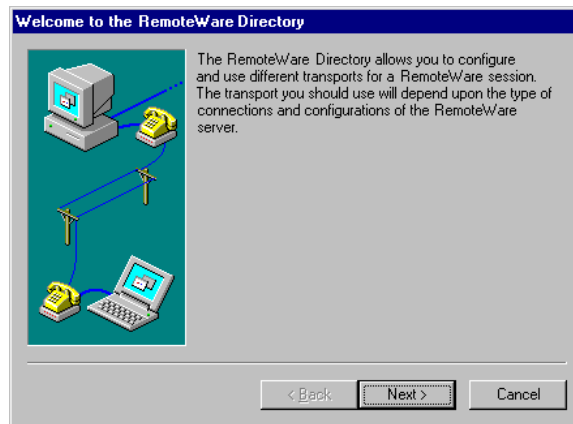 Welcome to the RemoteWare Directory
The RemoteWare Directory allows you to configure
and use different transports for a RemoteWare session.
The transport you should use will depend upon the type of
connections and configurations of the RemoteWare
server.
< Back
Next >
Cancel